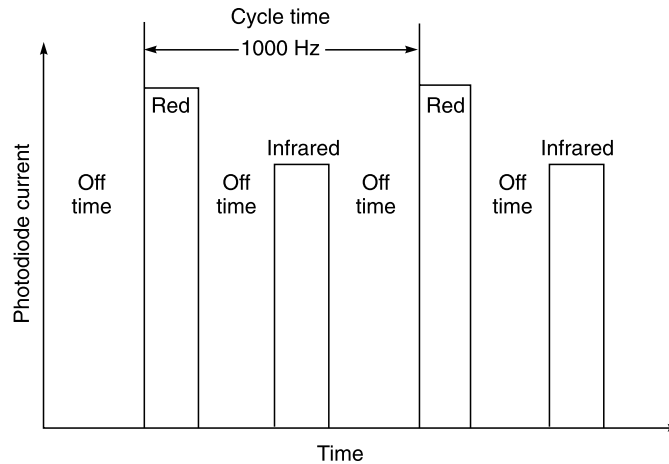 Cycle time
1000 Hz
Red
Red
Infrared
Infrared
Off
time
Off
time
Off
time
Off
time
Photodiode current
Time